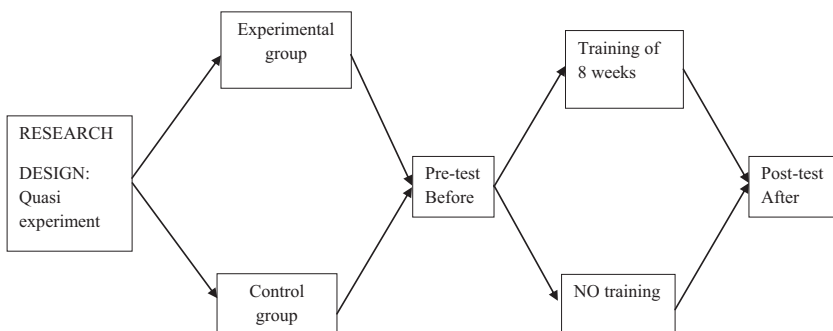 RESEARCH
DESIGN:
Quasi
experiment
Experimental
group
Control
group
Pre-test
Before
Training of
8 weeks
NO training
Post-test
After